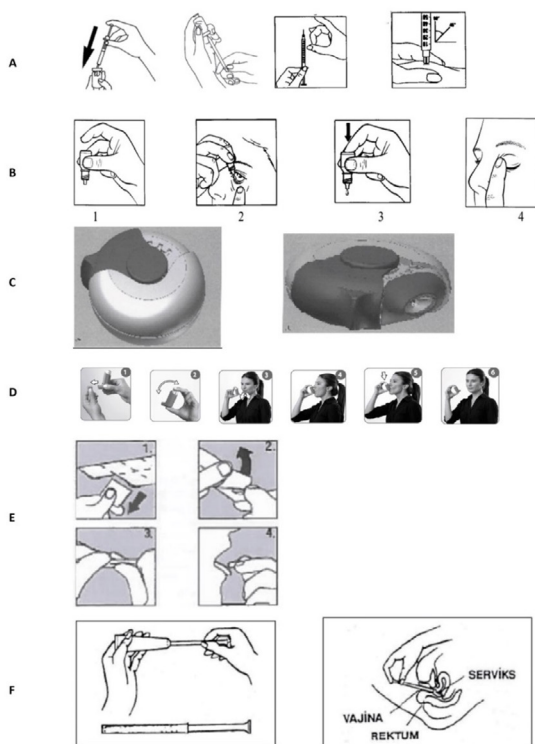 A
B
1 2 3 4
C
D
1 2 3 4 5 6
E
1. 2.
3. 4.
F
SERVİKS
VAJİNA
REKTUM